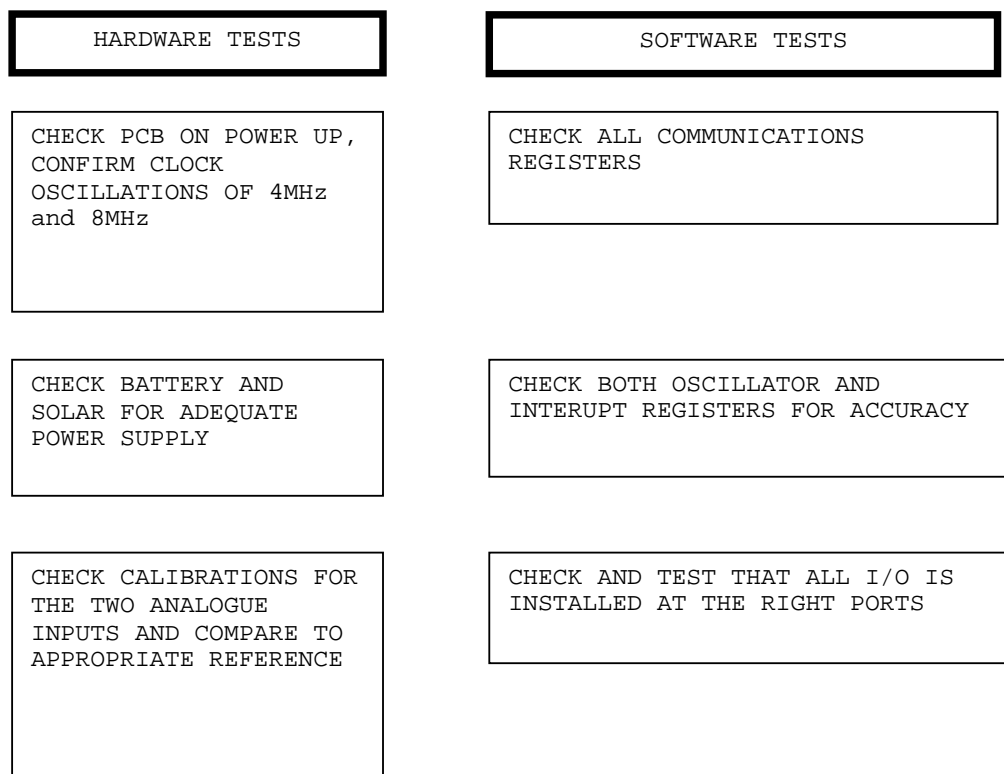 HARDWARE TESTS
SOFTWARE TESTS
CHECK PCB ON POWER UP,
CONFIRM CLOCK
OSCILLATIONS OF 4MHz
and 8MHz
CHECK ALL COMMUNICATIONS
REGISTERS
CHECK BATTERY AND
SOLAR FOR ADEQUATE
POWER SUPPLY
CHECK BOTH OSCILLATOR AND
INTERUPT REGISTERS FOR ACCURACY
CHECK CALIBRATIONS FOR
THE TWO ANALOGUE
INPUTS AND COMPARE TO
APPROPRIATE REFERENCE
CHECK AND TEST THAT ALL I/O IS
INSTALLED AT THE RIGHT PORTS